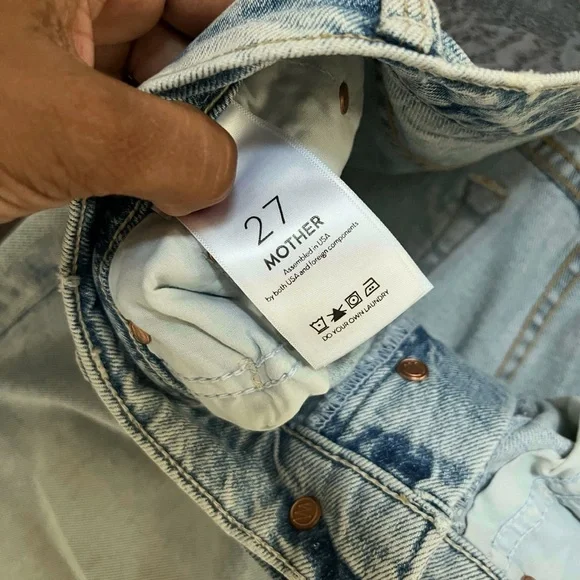 27
MOTHER
Assembled in USA
by both USA and foreign components
DO YOUR OWN LAUNDRY